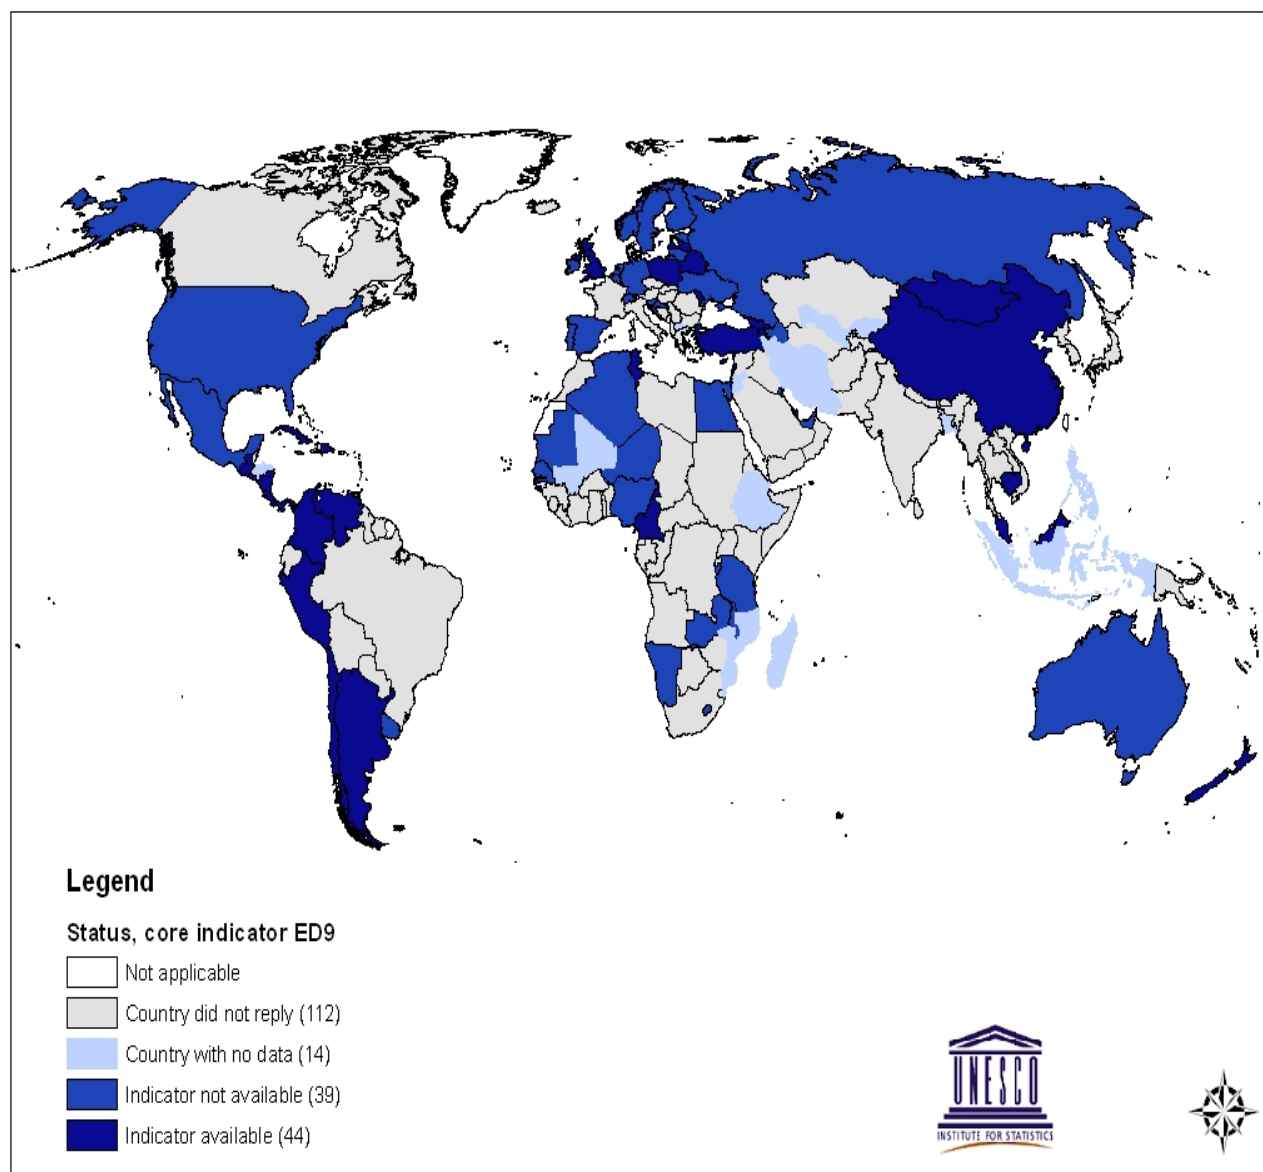 Legend
Status, core indicator ED9
Not applicable
Country did not reply (112)
Country with no data (14)
Indicator not available (39)
Indicator available (44)
UNESCO
INSTITUTE FOR STATISTICS